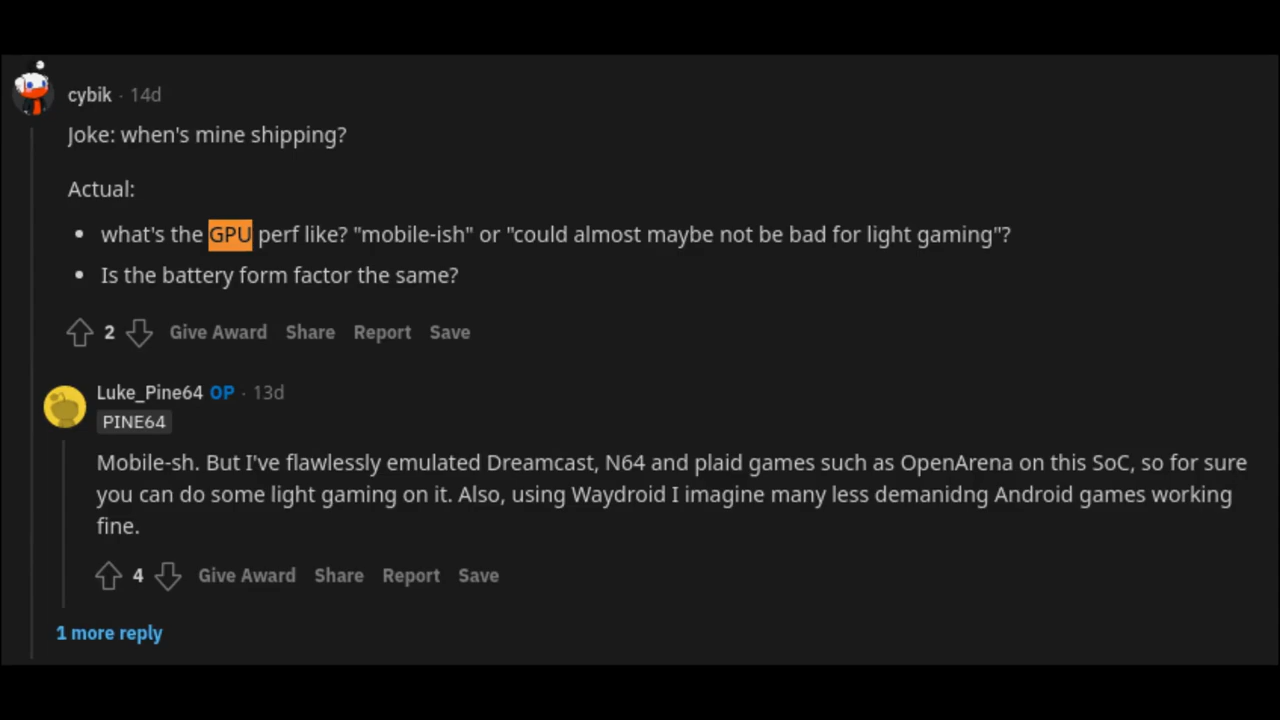 cybik · 14d
Joke: when's mine shipping?
Actual:
• what's the GPU perf like? "mobile-ish" or "could almost maybe not be bad for light gaming"?
• Is the battery form factor the same?
2 Give Award Share Report Save
Luke_Pine64 OP · 13d
PINE64
Mobile-sh. But I've flawlessly emulated Dreamcast, N64 and plaid games such as OpenArena on this SoC, so for sure
you can do some light gaming on it. Also, using Waydroid I imagine many less demanidng Android games working
fine.
4 Give Award Share Report Save
1 more reply